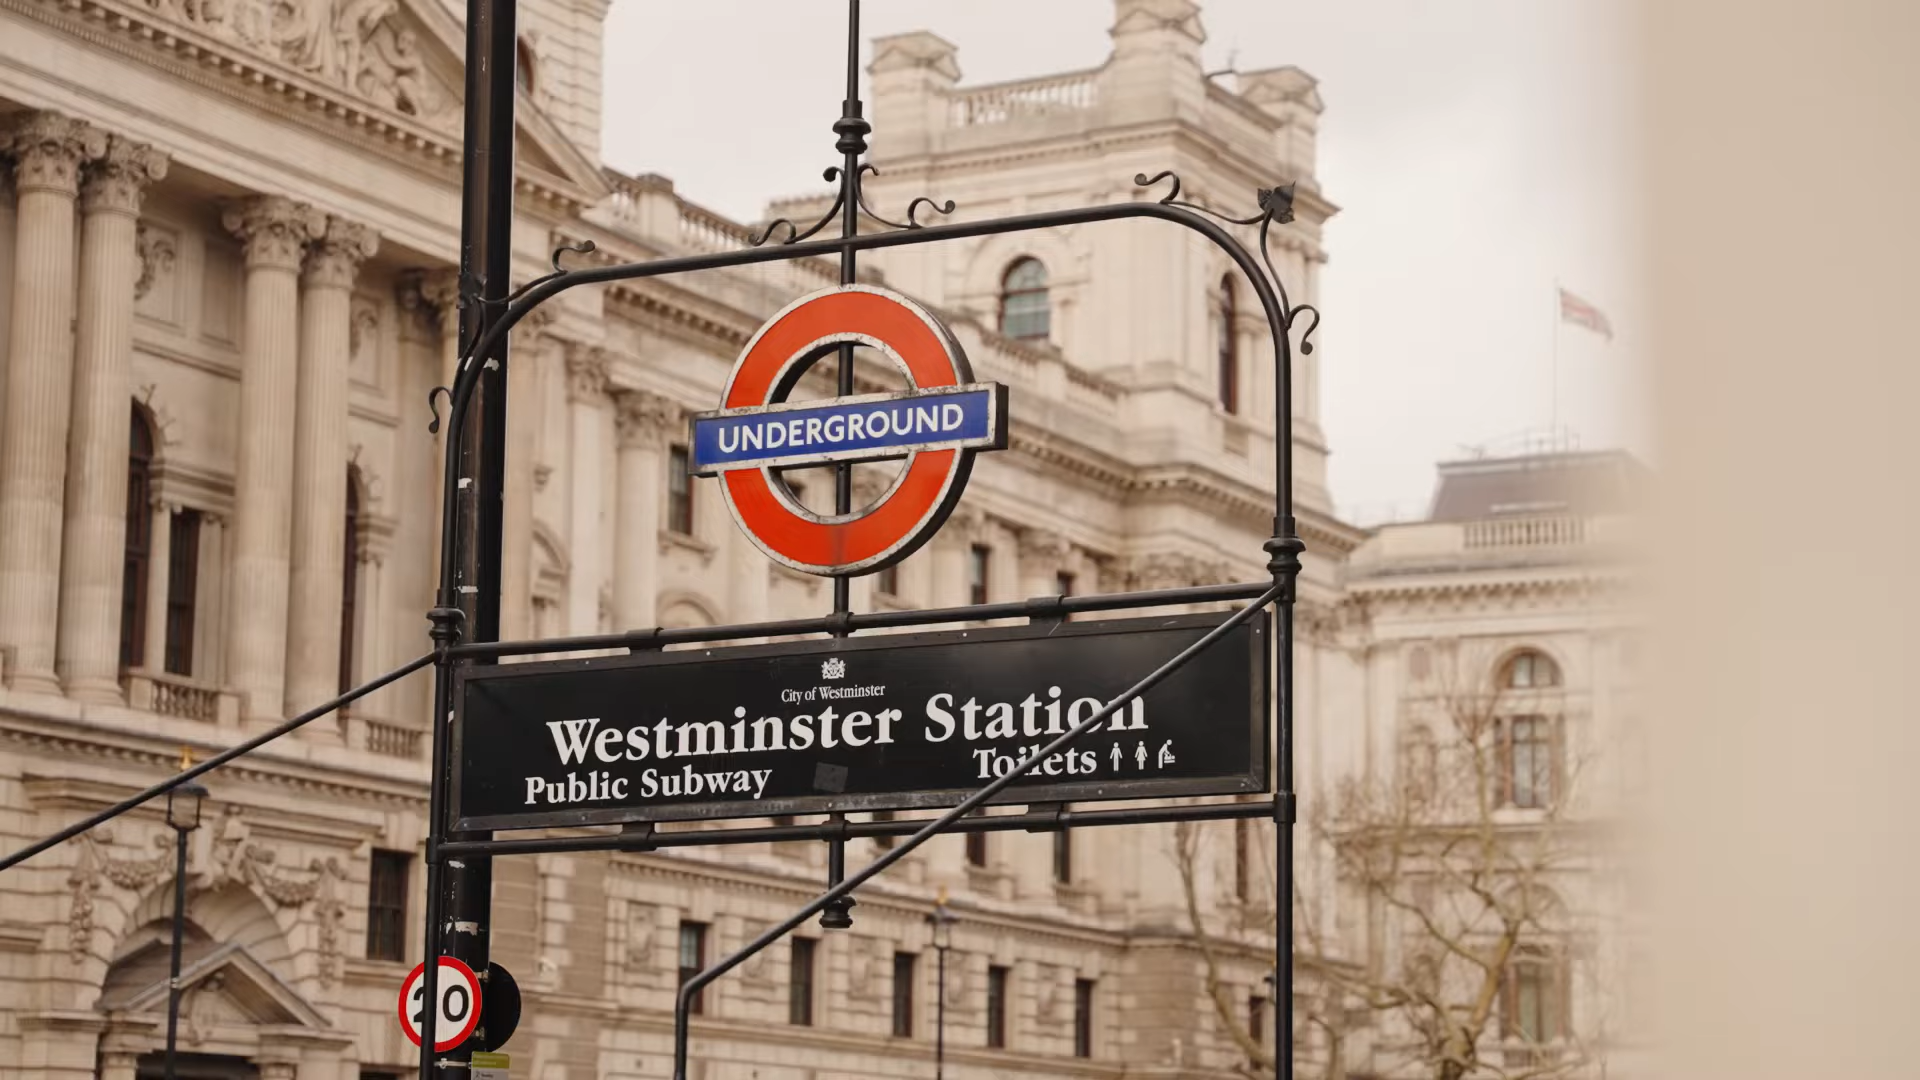 UNDERGROUND
City of Westminster
Westminster Station
Public Subway
Toilets
20